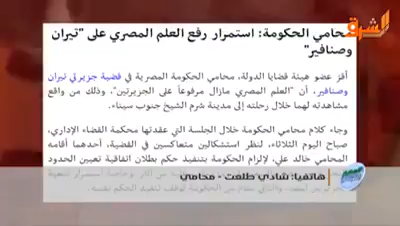 الشرق
محامي الحكومة: استمرار رفع العلم المصري على "تيران
وصنافير"
أقرّ عضو هيئة قضايا الدولة، محامي الحكومة المصرية في قضية جزيرتي تيران
وصنافير، أن "العلم المصري مازال مرفوعاً على الجزيرتين"، وذلك من واقع
مشاهدته لهما خلال رحلته إلى مدينة شرم الشيخ جنوب سيناء.
وجاء كلام محامي الحكومة خلال الجلسة التي عقدتها محكمة القضاء الإداري،
صباح اليوم الثلاثاء، لنظر استشكالين متعاكسين في القضية، أحدهما أقامه
المحامي خالد علي، لإلزام الحكومة بتنفيذ حكم بطلان اتفاقية تعيين الحدود
هاتفيا: شادي طلعت - محامي